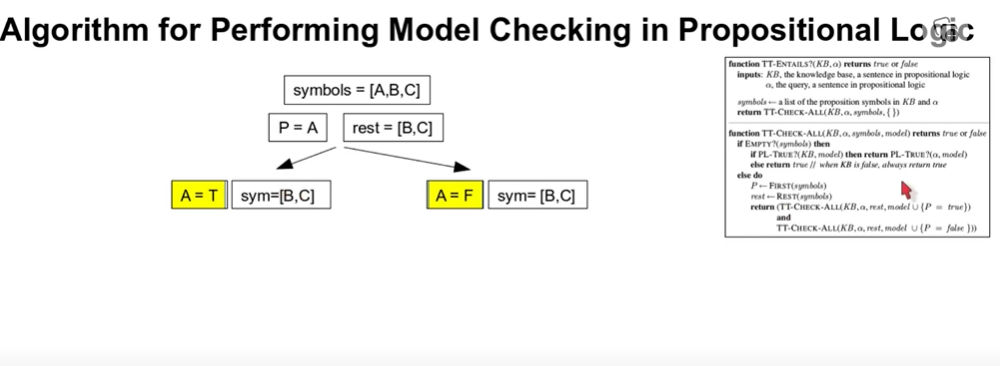 Algorithm for Performing Model Checking in Propositional Logic
symbols = [A,B,C]
P = A
rest = [B,C]
A = T
sym=[B,C]
A = F
sym= [B,C]
function TT-ENTAILS?(KB, α) returns true or false
inputs: KB, the knowledge base, a sentence in propositional logic
α, the query, a sentence in propositional logic
symbols ← a list of the proposition symbols in KB and α
return TT-CHECK-ALL(KB, α, symbols, { })
function TT-CHECK-ALL(KB, α, symbols, model) returns true or false
if EMPTY?(symbols) then
if PL-TRUE?(KB, model) then return PL-TRUE?(α, model)
else return true // when KB is false, always return true
else do
P ← FIRST(symbols)
rest ← REST(symbols)
return (TT-CHECK-ALL(KB, α, rest, model ∪ {P = true})
and
TT-CHECK-ALL(KB, α, rest, model ∪ {P = false }))